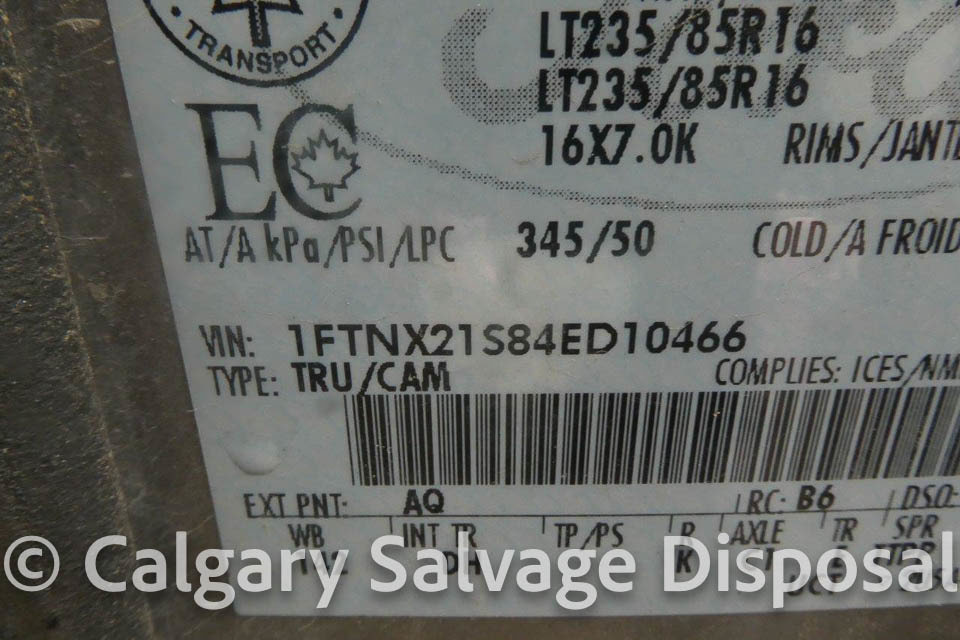 TRANSPORT
LT235/85R16
LT235/85R16
16X7.0K RIMS/JANTE
EC
AT/A kPa/PSI/LPC 345/50 COLD/A FROID
VIN: 1FTNX21S84ED10466
TYPE: TRU/CAM COMPLIES: ICES/NM
EXT PNT: AQ RC: B6 DSO:
WB INT TR TP/PS R AXLE TR SPR
K
© Calgary Salvage Disposal